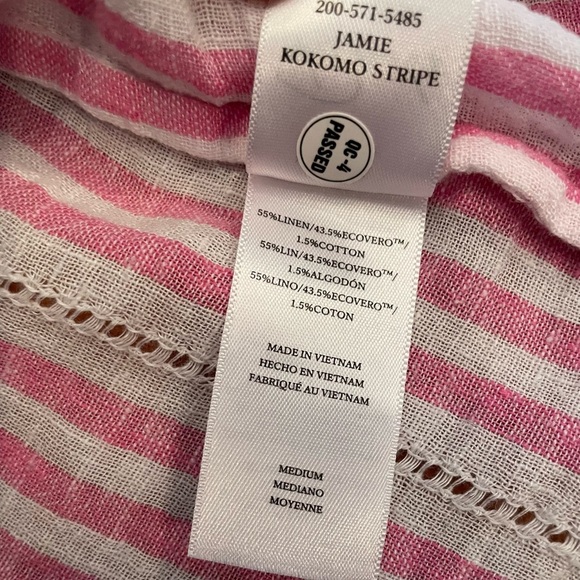 200-571-5485
JAMIE
KOKOMO STRIPE
QC-4
PASSED
55%LINEN/43.5%ECOVERO™/
1.5%COTTON
55%LIN/43.5%ECOVERO™/
1.5%ALGODÓN
55%LINO/43.5%ECOVERO™/
1.5%COTON
MADE IN VIETNAM
HECHO EN VIETNAM
FABRIQUÉ AU VIETNAM
MEDIUM
MEDIANO
MOYENNE